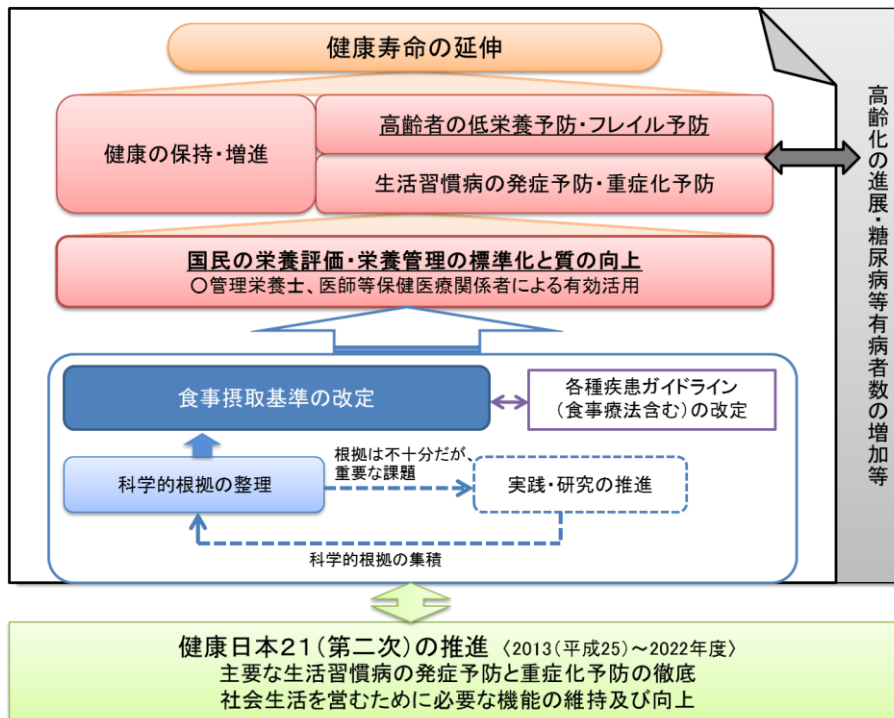 健康寿命の延伸
健康の保持・増進
高齢者の低栄養予防・フレイル予防
生活習慣病の発症予防・重症化予防
高齢化の進展・糖尿病等有病者数の増加等
国民の栄養評価・栄養管理の標準化と質の向上
〇管理栄養士、医師等保健医療関係者による有効活用
食事摂取基準の改定
各種疾患ガイドライン
(食事療法含む)の改定
根拠は不十分だが、
重要な課題
科学的根拠の整理
実践・研究の推進
科学的根拠の集積
健康日本21(第二次)の推進 〈2013(平成25)～2022年度〉
主要な生活習慣病の発症予防と重症化予防の徹底
社会生活を営むために必要な機能の維持及び向上